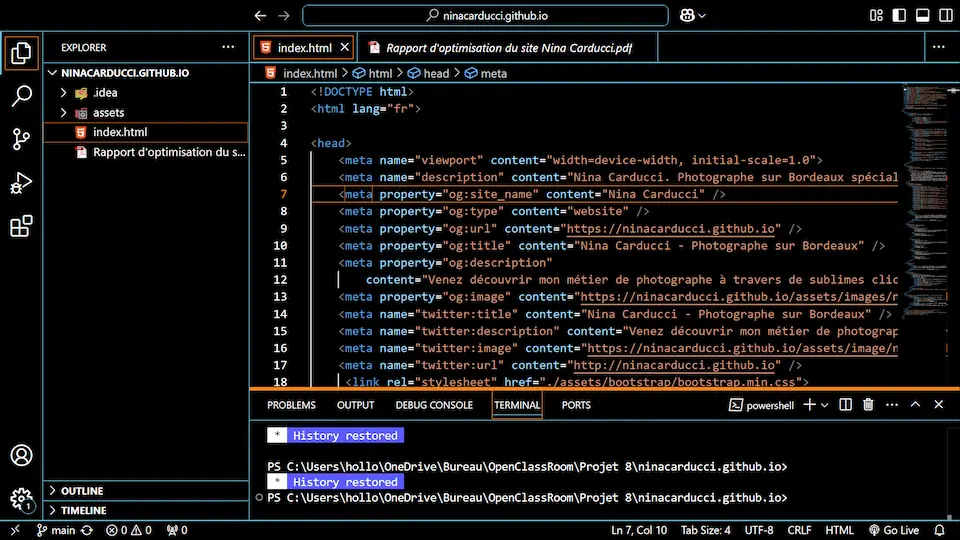 ninacarducci.github.io
EXPLORER
index.html
Rapport d'optimisation du site Nina Carducci.pdf
NINACARDUCCI.GITHUB.IO
index.html > html > head > meta
.idea
assets
index.html
Rapport d'optimisation du s...
1 <!DOCTYPE html>
2 <html lang="fr">
3
4 <head>
5 <meta name="viewport" content="width=device-width, initial-scale=1.0">
6 <meta name="description" content="Nina Carducci. Photographe sur Bordeaux spécial
7 <meta property="og:site_name" content="Nina Carducci" />
8 <meta property="og:type" content="website" />
9 <meta property="og:url" content="https://ninacarducci.github.io" />
10 <meta property="og:title" content="Nina Carducci - Photographe sur Bordeaux" />
11 <meta property="og:description"
12 content="Venez découvrir mon métier de photographe à travers de sublimes clic
13 <meta property="og:image" content="https://ninacarducci.github.io/assets/images/n
14 <meta name="twitter:title" content="Nina Carducci - Photographe sur Bordeaux" />
15 <meta name="twitter:description" content="Venez découvrir mon métier de photograp
16 <meta name="twitter:image" content="https://ninacarducci.github.io/assets/image/n
17 <meta name="twitter:url" content="http://ninacarducci.github.io" />
18 <link rel="stylesheet" href="./assets/bootstrap/bootstrap.min.css">
PROBLEMS OUTPUT DEBUG CONSOLE TERMINAL PORTS powershell
* History restored
PS C:\Users\hollo\OneDrive\Bureau\OpenClassRoom\Projet 8\ninacarducci.github.io>
* History restored
PS C:\Users\hollo\OneDrive\Bureau\OpenClassRoom\Projet 8\ninacarducci.github.io>
OUTLINE
TIMELINE
1
main 0 0 0 Ln 7, Col 10 Tab Size: 4 UTF-8 CRLF HTML Go Live